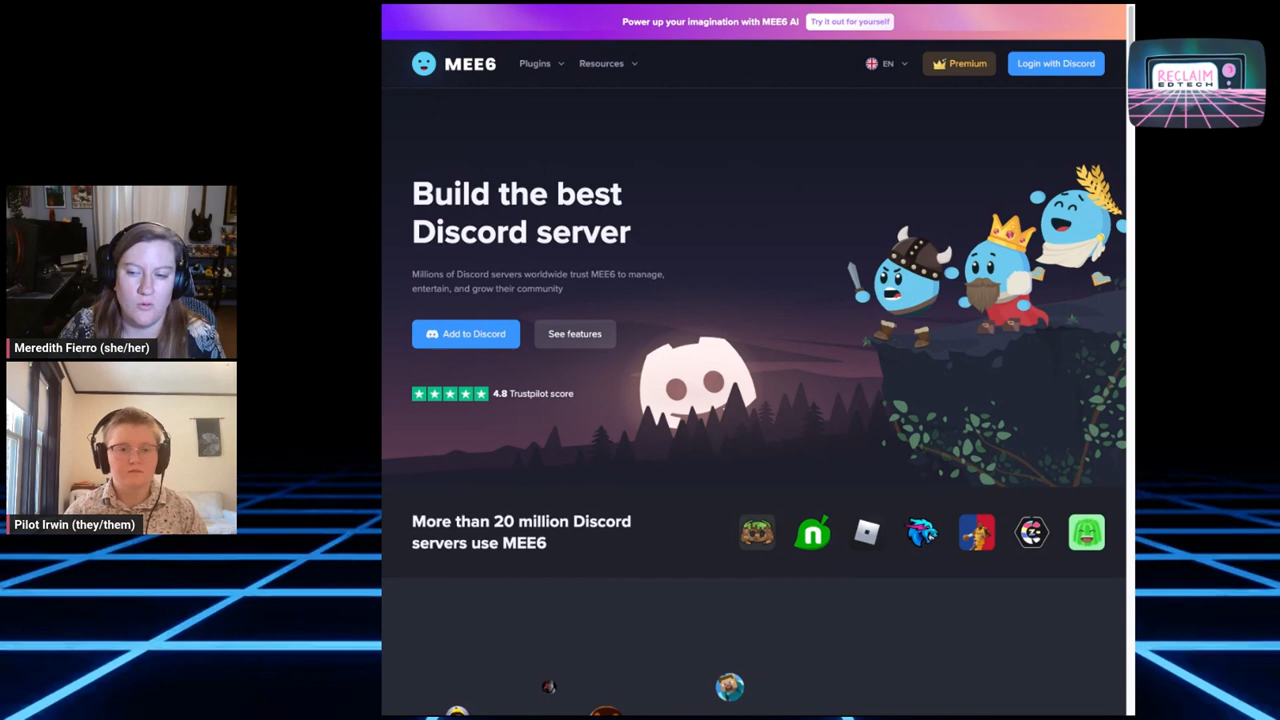 Power up your imagination with MEE6 AI
Try it out for yourself
MEE6
Plugins
Resources
EN
Premium
Login with Discord
RECLAIM
EDTECH
Build the best
Discord server
Millions of Discord servers worldwide trust MEE6 to manage,
entertain, and grow their community
Add to Discord
See features
4.8 Trustpilot score
Meredith Fierro (she/her)
Pilot Irwin (they/them)
More than 20 million Discord
servers use MEE6
n